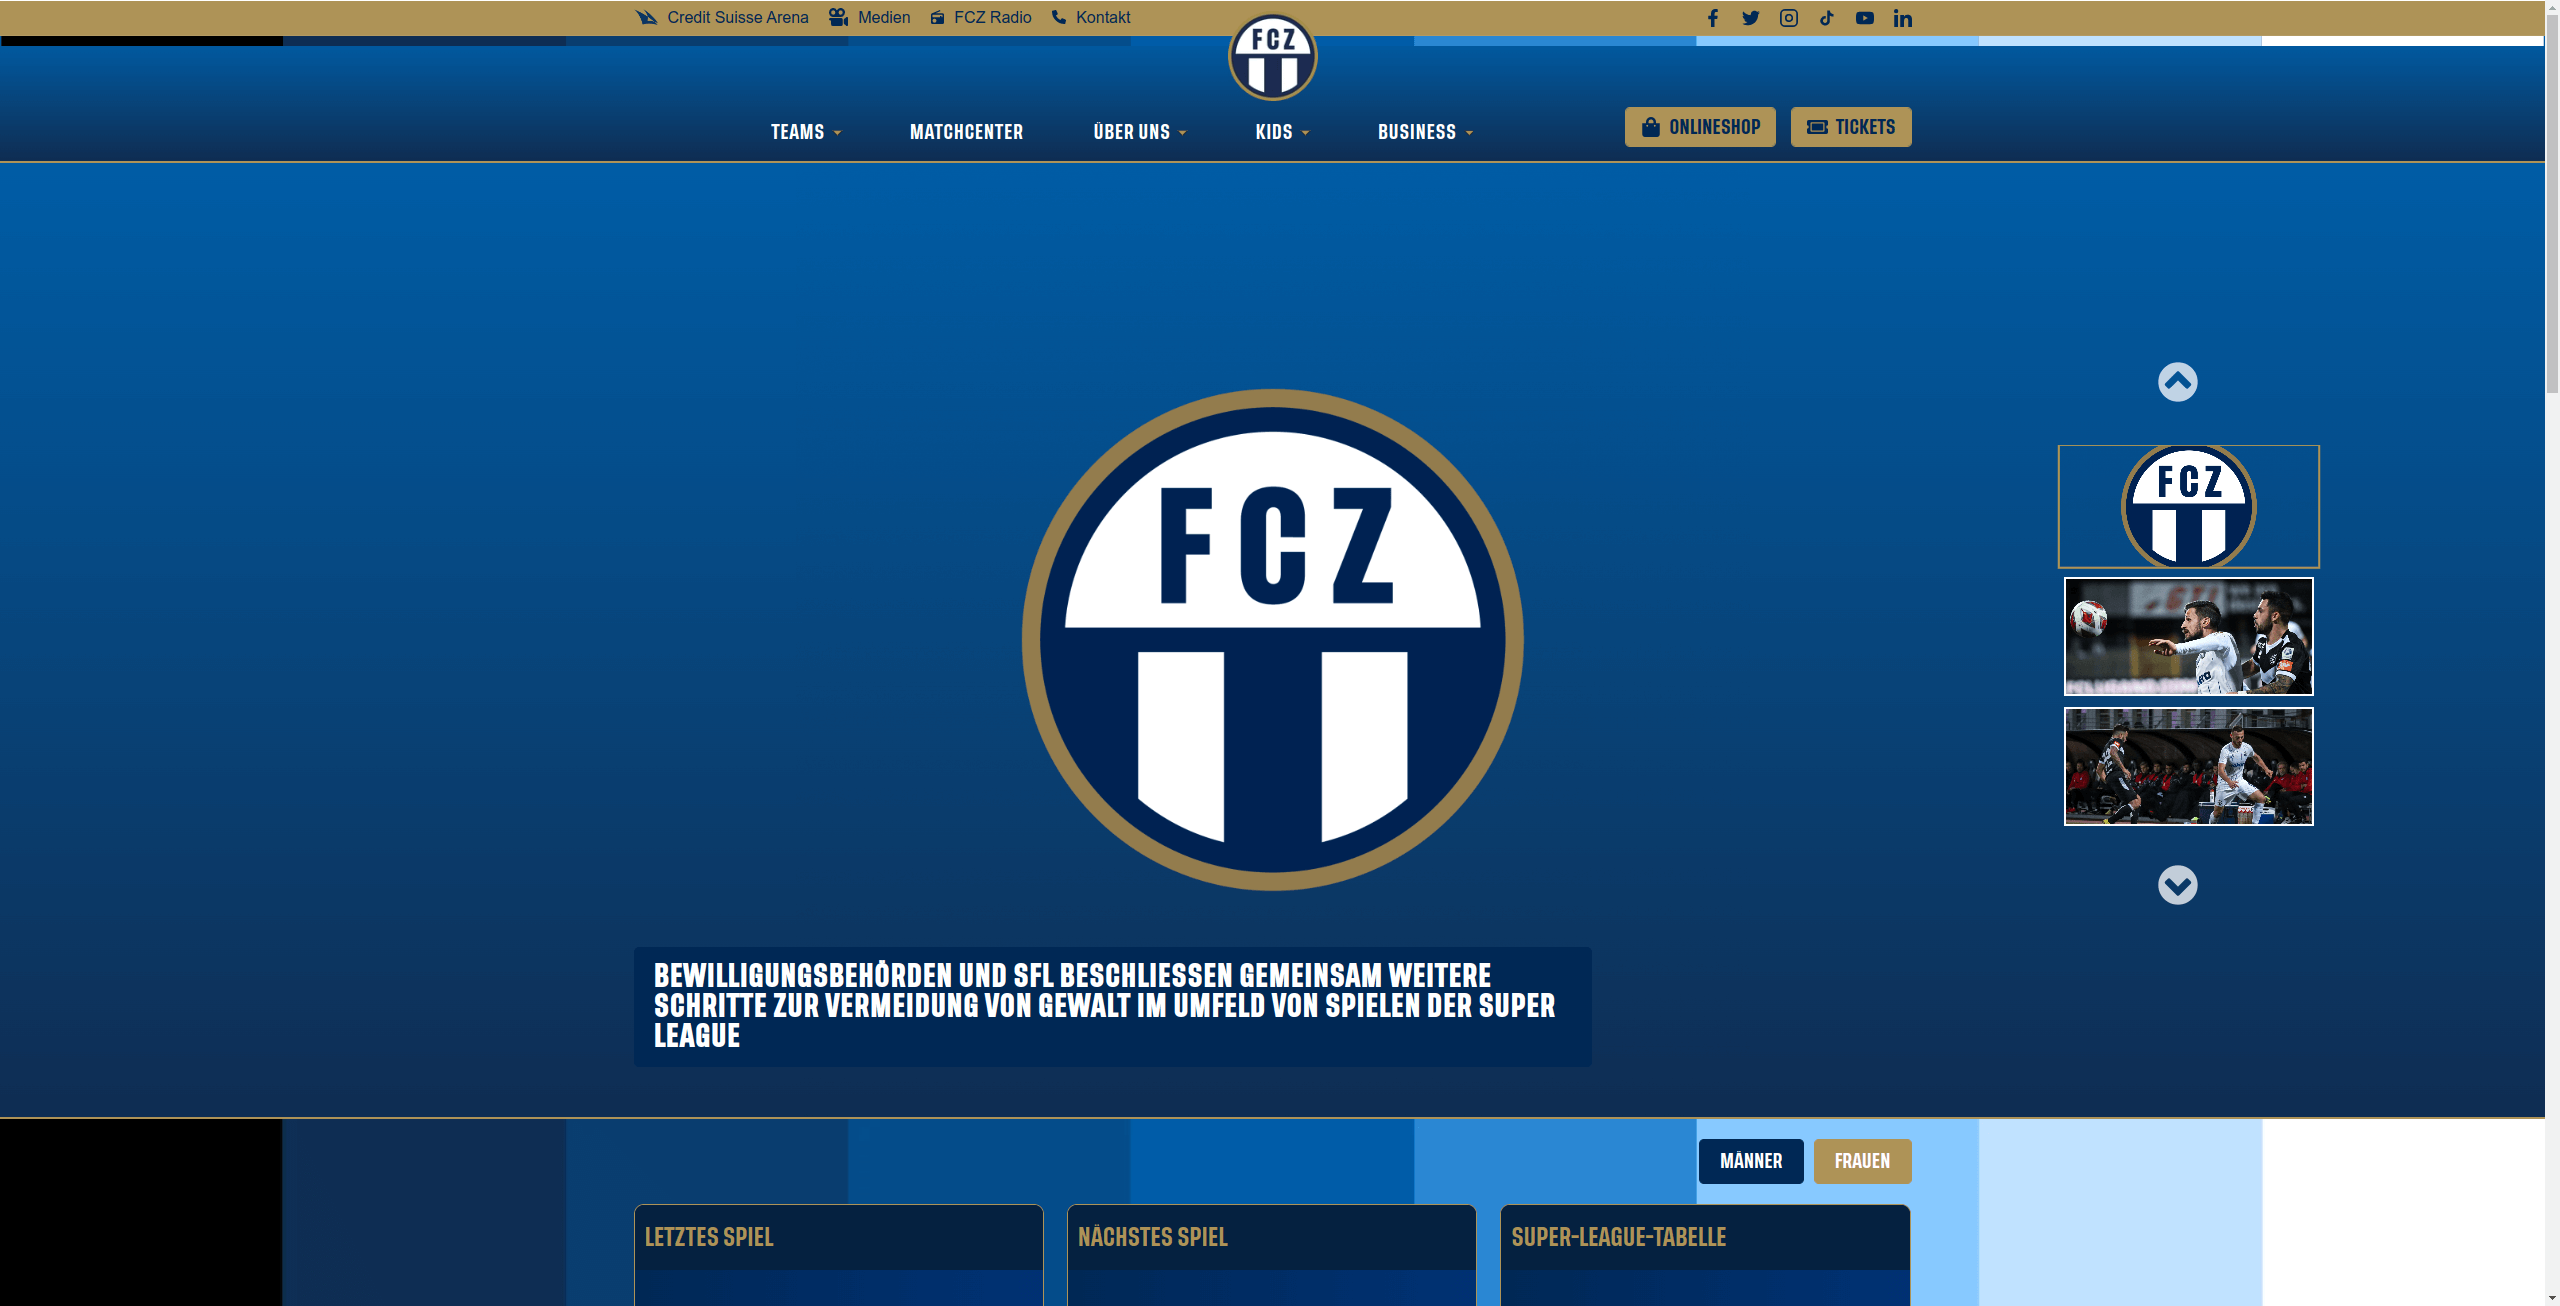 Credit Suisse Arena Medien FCZ Radio Kontakt
FCZ
TEAMS MATCHCENTER ÜBER UNS KIDS BUSINESS ONLINESHOP TICKETS
FCZ
FCZ
BEWILLIGUNGSBEHÖRDEN UND SFL BESCHLIESSEN GEMEINSAM WEITERE
SCHRITTE ZUR VERMEIDUNG VON GEWALT IM UMFELD VON SPIELEN DER SUPER
LEAGUE
MÄNNER FRAUEN
LETZTES SPIEL NÄCHSTES SPIEL SUPER-LEAGUE-TABELLE